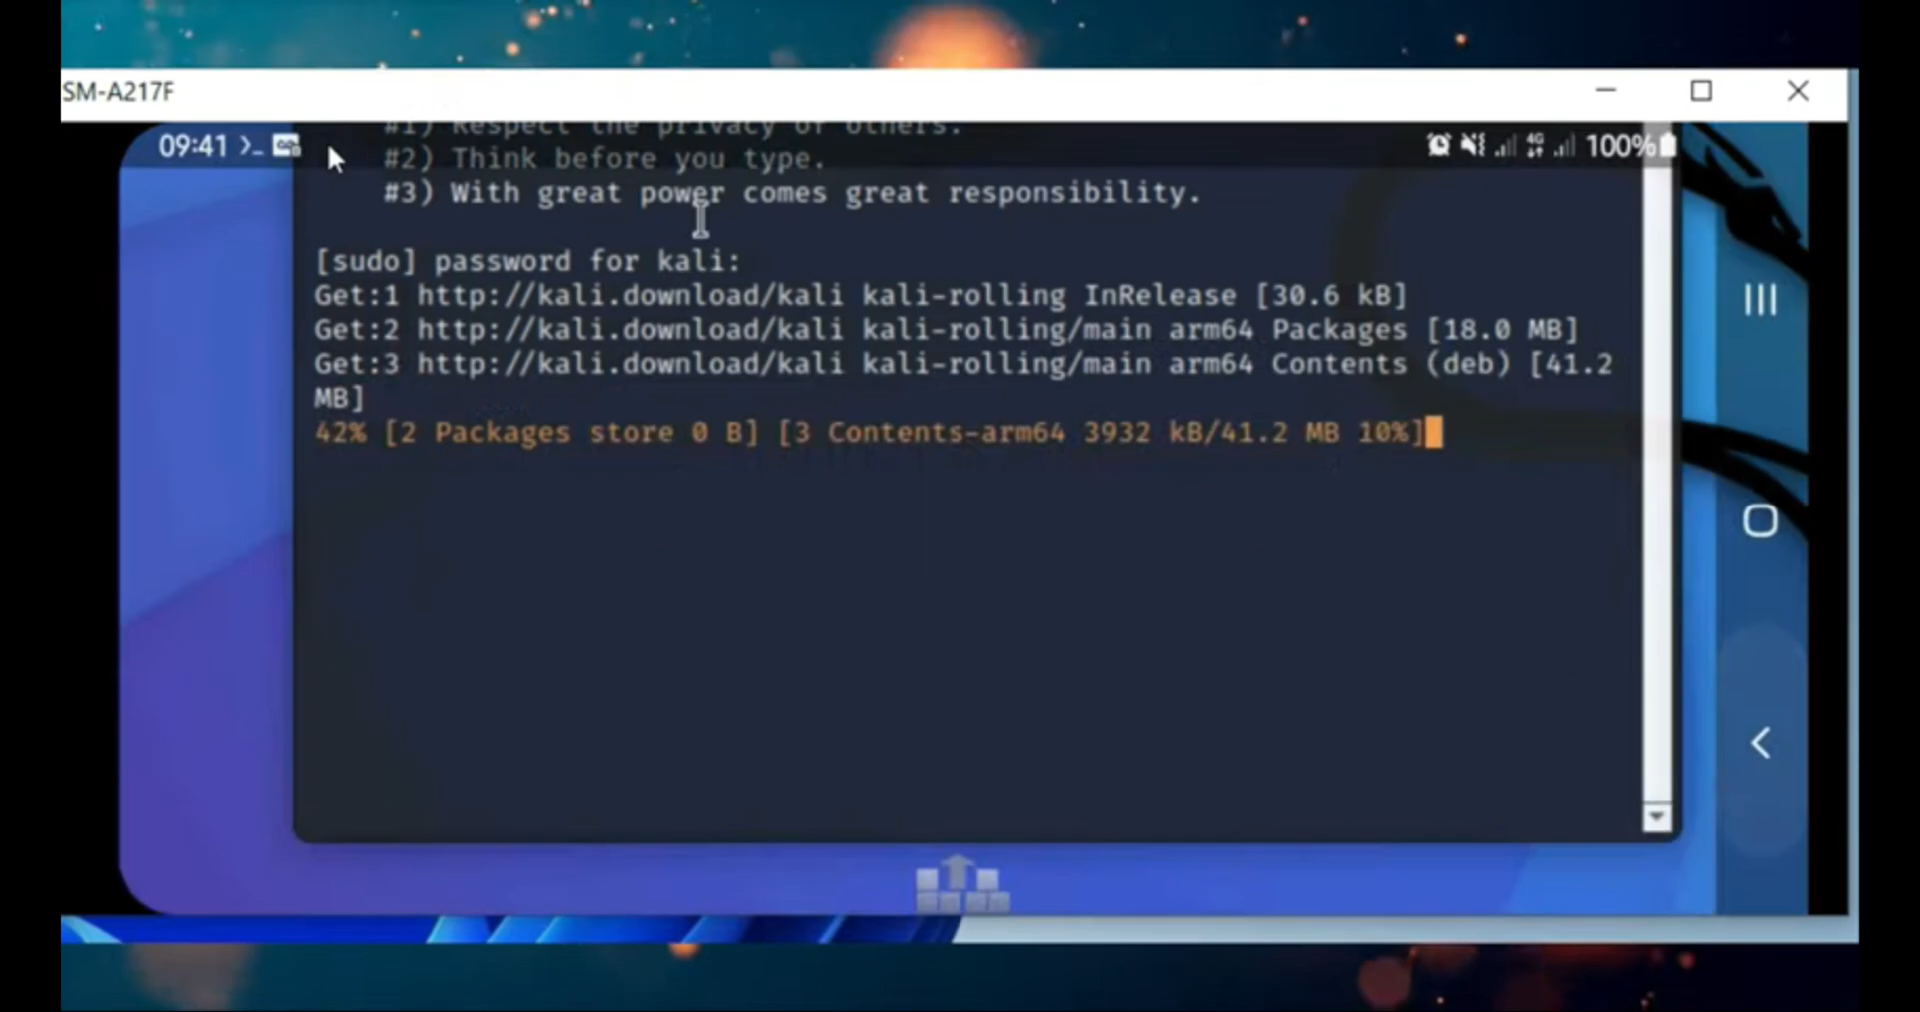 SM-A217F
09:41
100%
#1) Respect the privacy of others.
#2) Think before you type.
#3) With great power comes great responsibility.
[sudo] password for kali:
Get:1 http://kali.download/kali kali-rolling InRelease [30.6 kB]
Get:2 http://kali.download/kali kali-rolling/main arm64 Packages [18.0 MB]
Get:3 http://kali.download/kali kali-rolling/main arm64 Contents (deb) [41.2
MB]
42% [2 Packages store 0 B] [3 Contents-arm64 3932 kB/41.2 MB 10%]